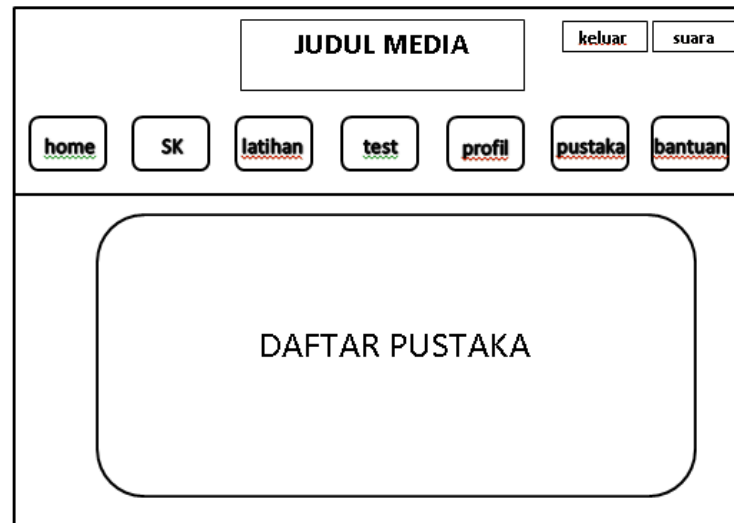 JUDUL MEDIA
keluar
suara
home
SK
latihan
test
profil
pustaka
bantuan
DAFTAR PUSTAKA